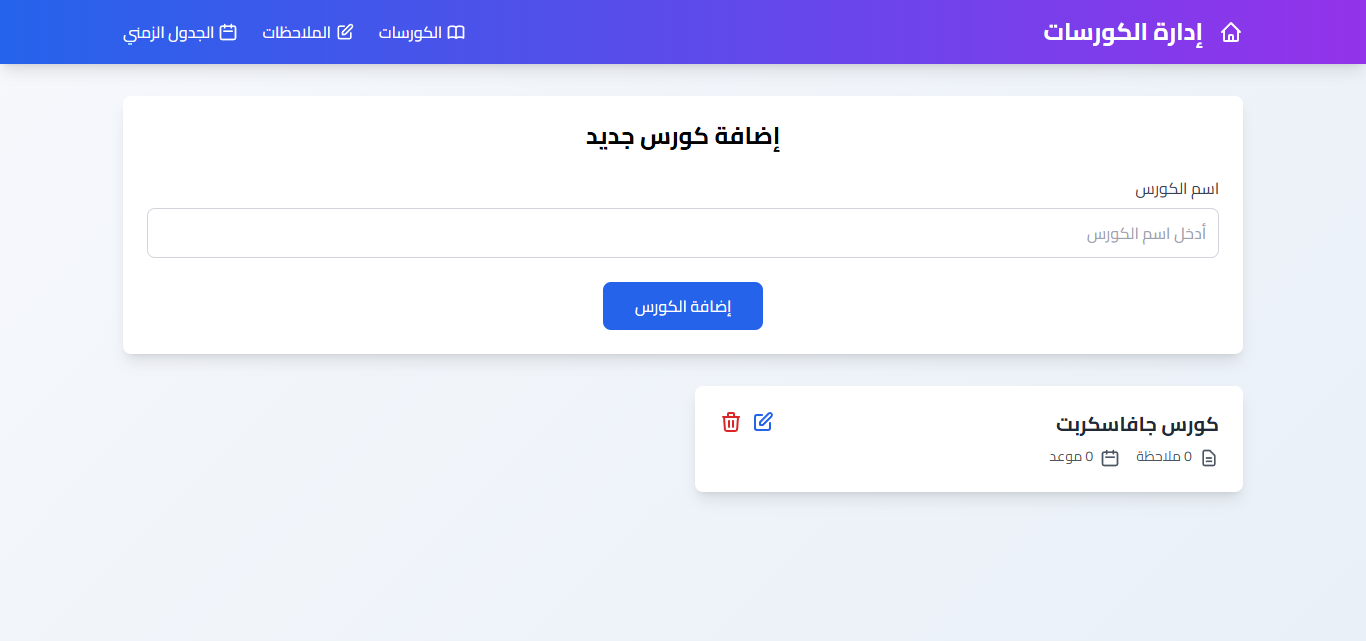 إدارة الكورسات
الكورسات
الملاحظات
الجدول الزمني
إضافة كورس جديد
اسم الكورس
أدخل اسم الكورس
إضافة الكورس
كورس جافاسكربت
0 ملاحظة
0 موعد